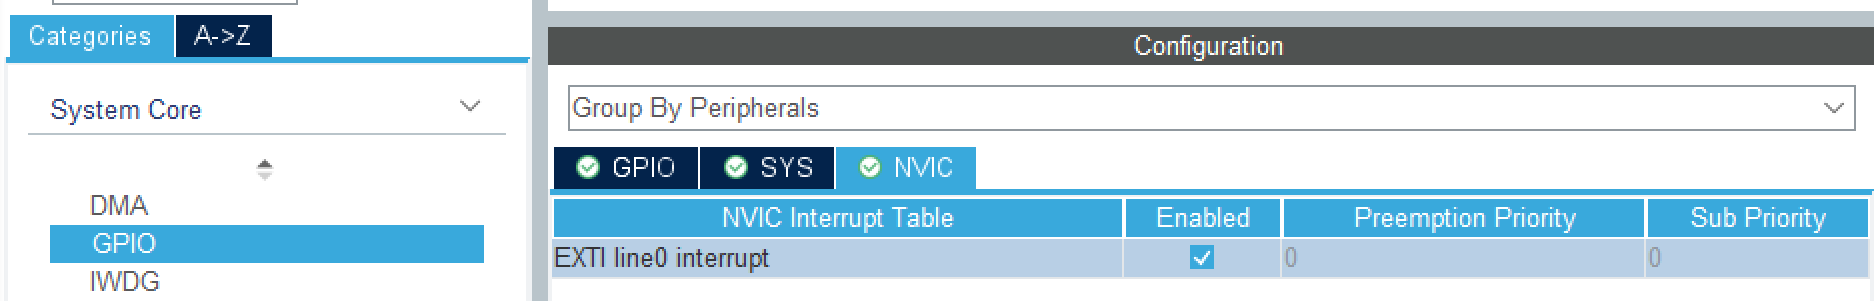 Categories
A->Z
System Core
DMA
GPIO
IWDG
Configuration
Group By Peripherals
GPIO SYS NVIC
NVIC Interrupt Table Enabled Preemption Priority Sub Priority
EXTI line0 interrupt 0 0